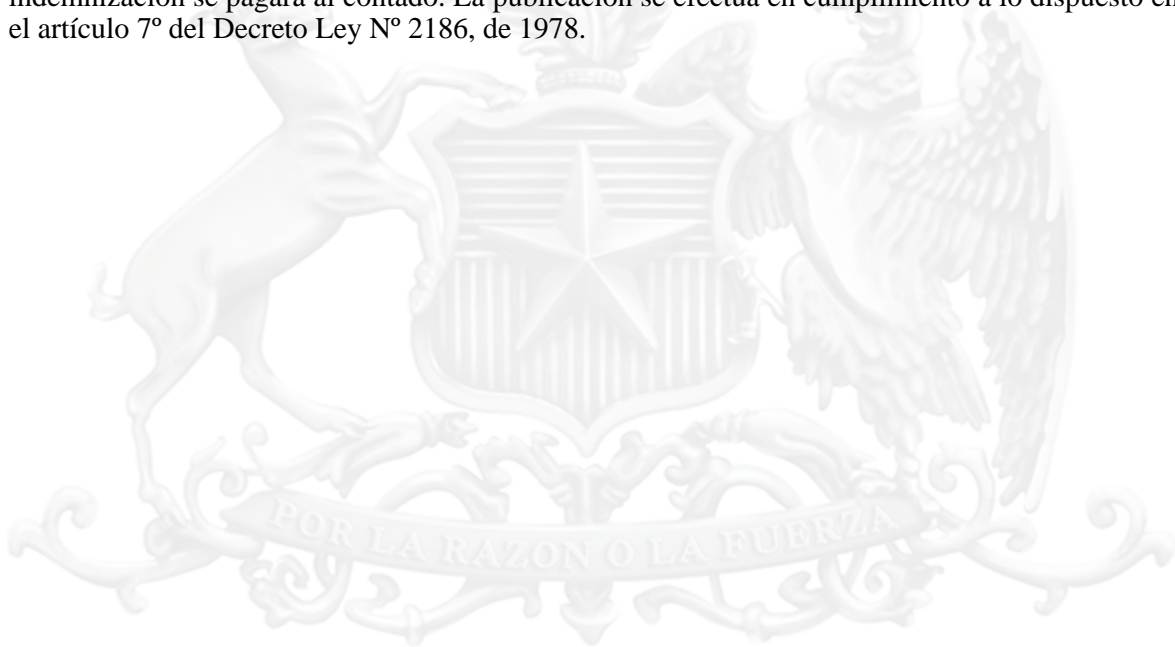 indemnización se pagará al contado. La publicación se efectúa en cumplimiento a lo dispuesto en
el artículo 7º del Decreto Ley Nº 2186, de 1978.
POR LA RAZON O LA FUERZA